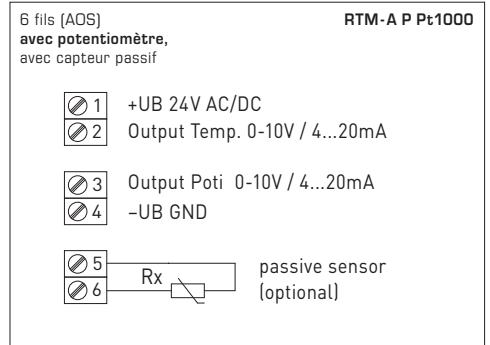 6 fils (AOS)
RTM-A P Pt1000
avec potentiomètre,
avec capteur passif
1 +UB 24V AC/DC
2 Output Temp. 0-10V / 4...20mA
3 Output Poti 0-10V / 4...20mA
4 –UB GND
5
6
Rx
passive sensor
(optional)